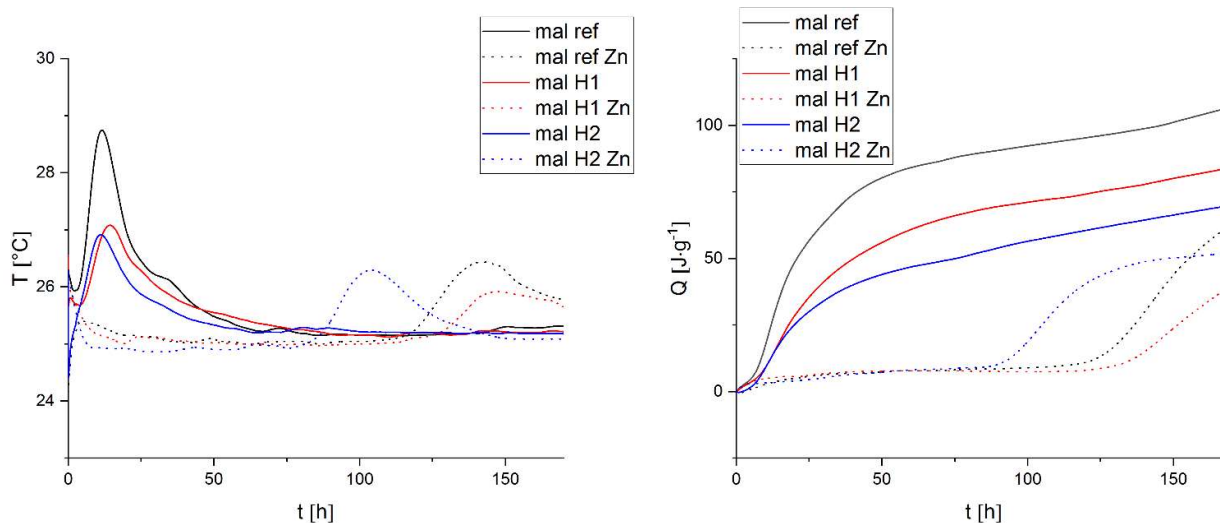 mal ref
mal ref Zn
mal H1
mal H1 Zn
mal H2
mal H2 Zn
30
28
26
24
T [°C]
0
50
100
150
t [h]
mal ref
mal ref Zn
mal H1
mal H1 Zn
mal H2
mal H2 Zn
100
50
0
Q [J·g⁻¹]
0
50
100
150
t [h]